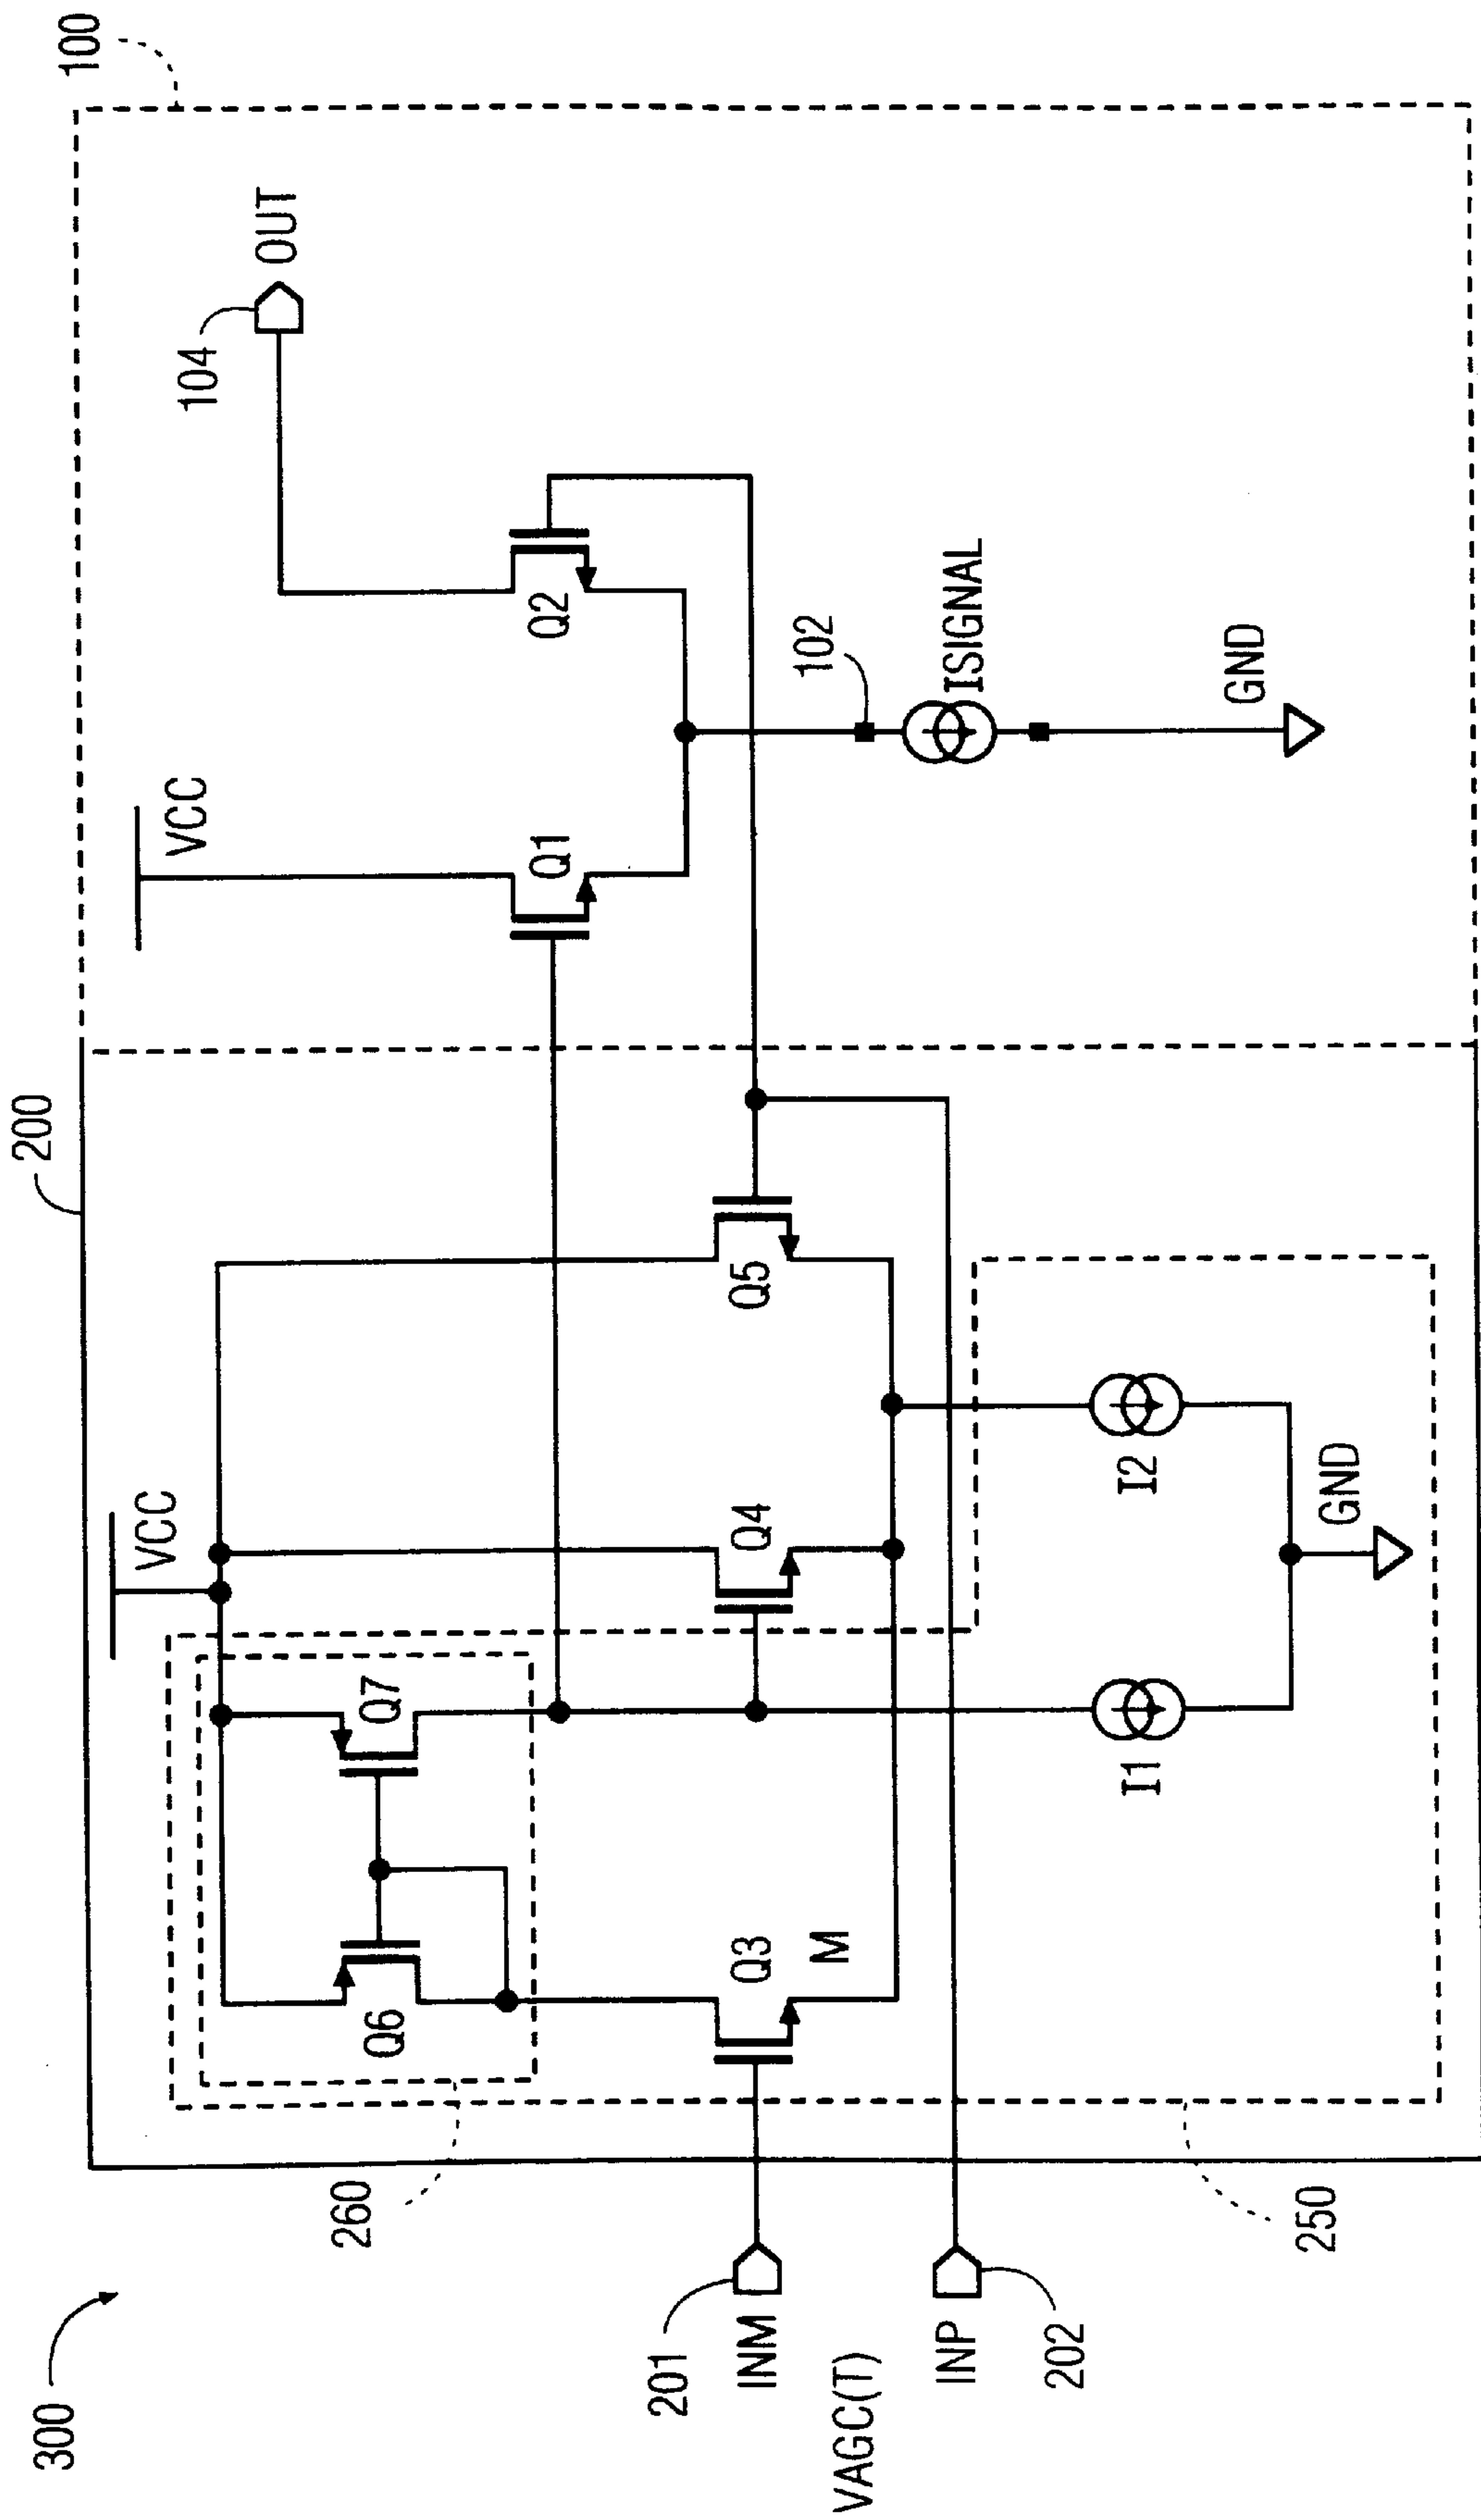 300
200
100
VCC
VCC
104
OUT
260
Q6
Q7
Q1
Q2
201
INM
Q3
M
Q4
Q5
102
ISIGNAL
VAGC(T)
INP
202
I1
I2
GND
GND
250